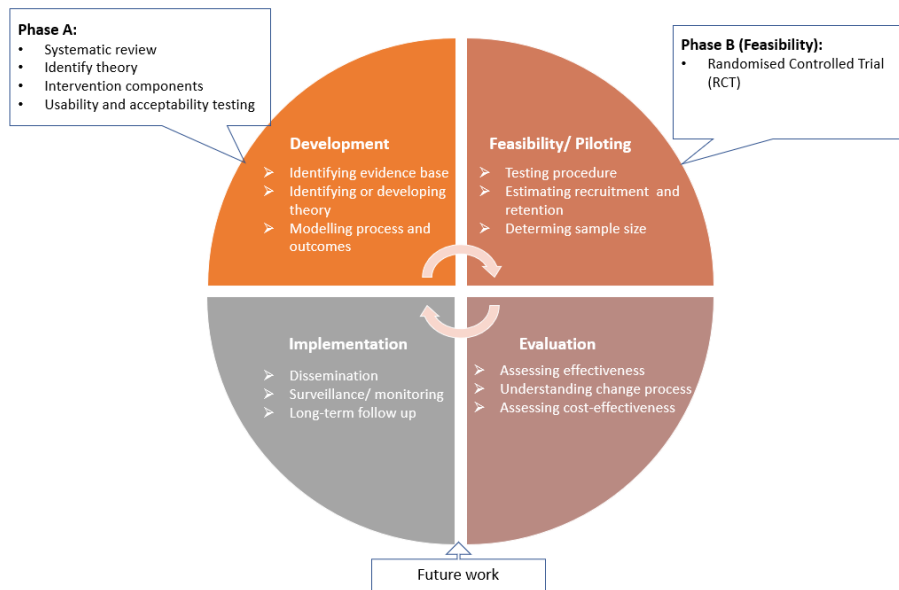 Phase A:
• Systematic review
• Identify theory
• Intervention components
• Usability and acceptability testing
Phase B (Feasibility):
• Randomised Controlled Trial
(RCT)
Development
➢ Identifying evidence base
➢ Identifying or developing
theory
➢ Modelling process and
outcomes
Feasibility/ Piloting
➢ Testing procedure
➢ Estimating recruitment and
retention
➢ Determing sample size
Implementation
➢ Dissemination
➢ Surveillance/ monitoring
➢ Long-term follow up
Evaluation
➢ Assessing effectiveness
➢ Understanding change process
➢ Assessing cost-effectiveness
Future work